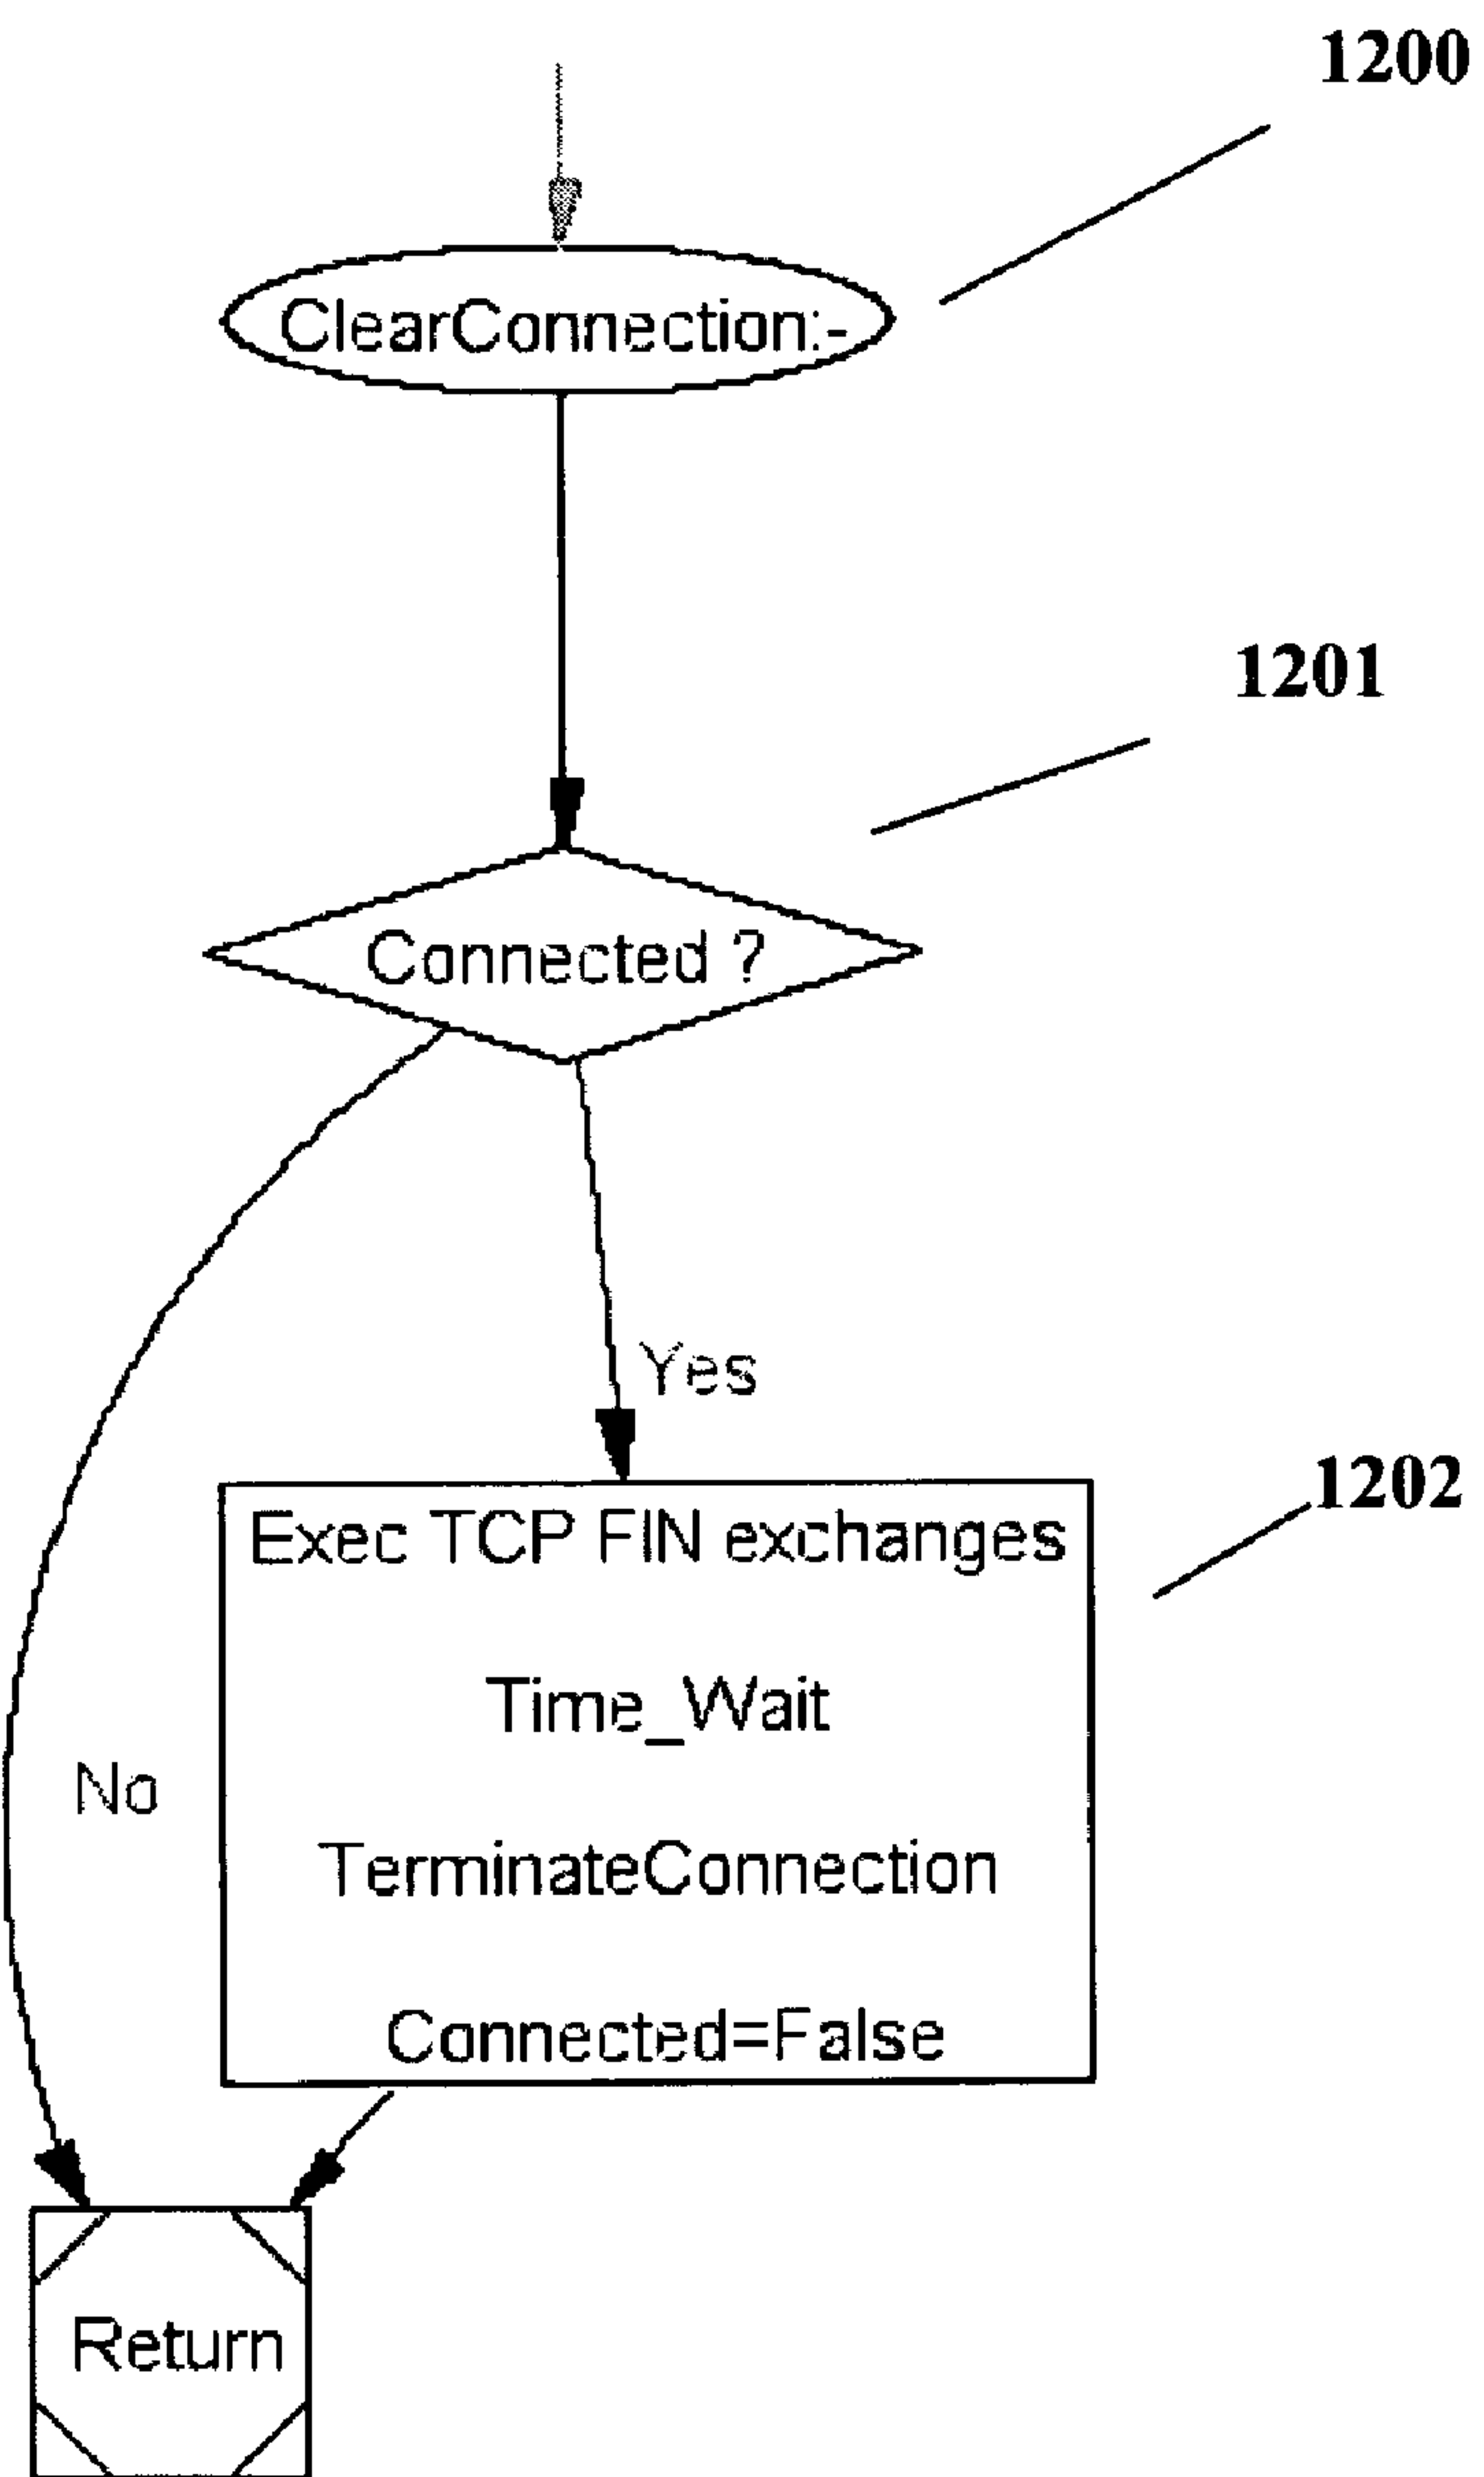 1200
ClearConnection:-
1201
Connected ?
Yes
1202
Exec TCP FIN exchanges
Time_Wait
No
TerminateConnection
Connected=False
Return